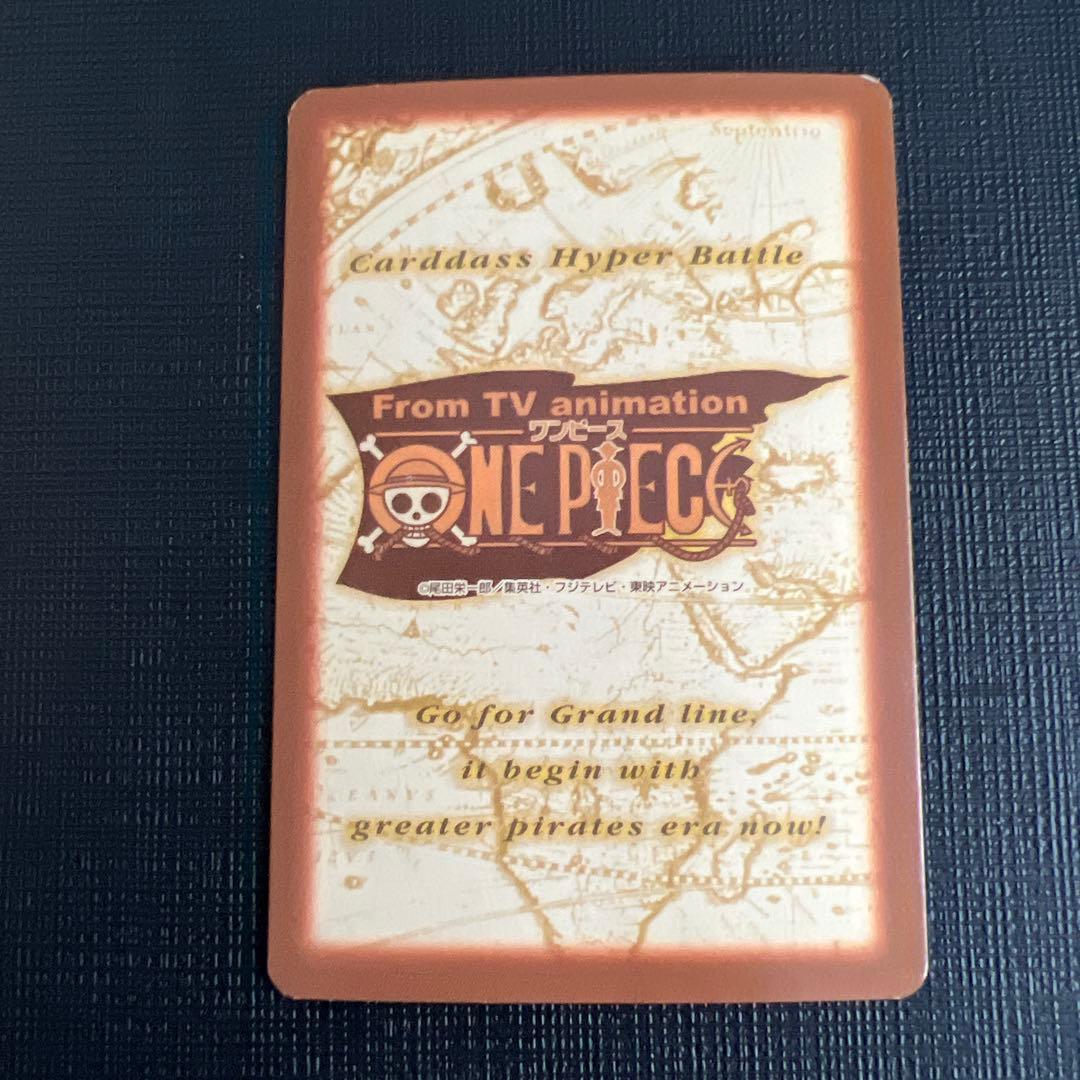 Septentrio
Carddass Hyper Battle
From TV animation
ワンピース
ONE PIECE
©尾田栄一郎/集英社・フジテレビ・東映アニメーション
Go for Grand line,
it begin with
greater pirates era now!